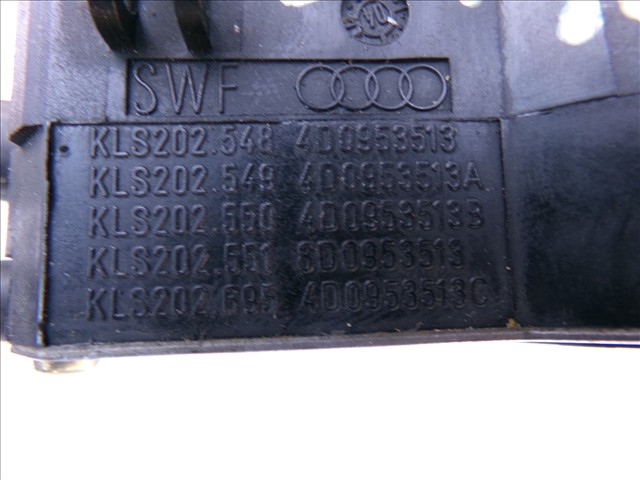 SWF
KLS202.548 4D0953513
KLS202.549 4D0953513A
KLS202.550 4D0953513B
KLS202.551 8D0953513
KLS202.695 4D0953513C